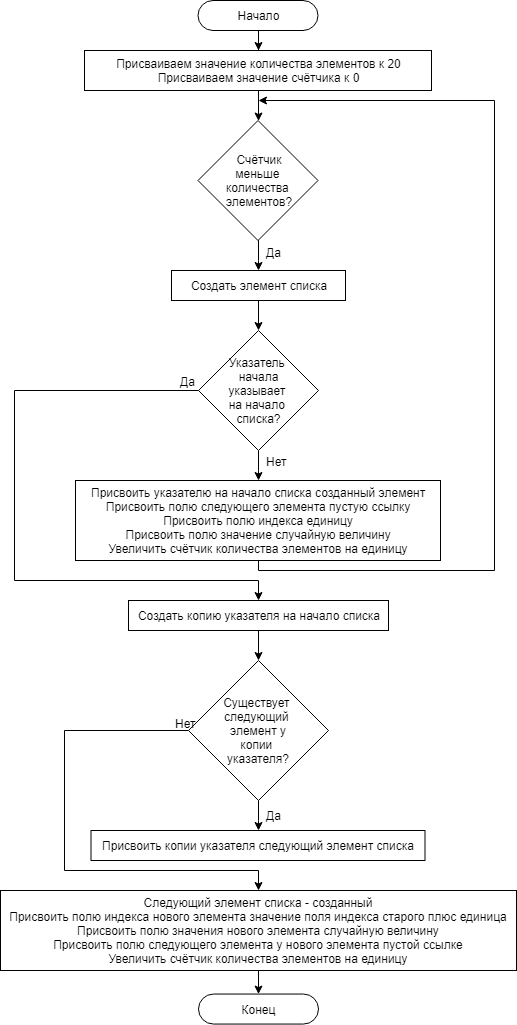 Начало
Присваиваем значение количества элементов к 20
Присваиваем значение счётчика к 0
Счётчик
меньше
количества
элементов?
Да
Создать элемент списка
Указатель
начала
указывает
на начало
списка?
Да
Нет
Присвоить указателю на начало списка созданный элемент
Присвоить полю следующего элемента пустую ссылку
Присвоить полю индекса единицу
Присвоить полю значение случайную величину
Увеличить счётчик количества элементов на единицу
Создать копию указателя на начало списка
Существует
следующий
элемент у
копии
указателя?
Нет
Да
Присвоить копии указателя следующий элемент списка
Следующий элемент списка - созданный
Присвоить полю индекса нового элемента значение поля индекса старого плюс единица
Присвоить полю значения нового элемента случайную величину
Присвоить полю следующего элемента у нового элемента пустой ссылке
Увеличить счётчик количества элементов на единицу
Конец